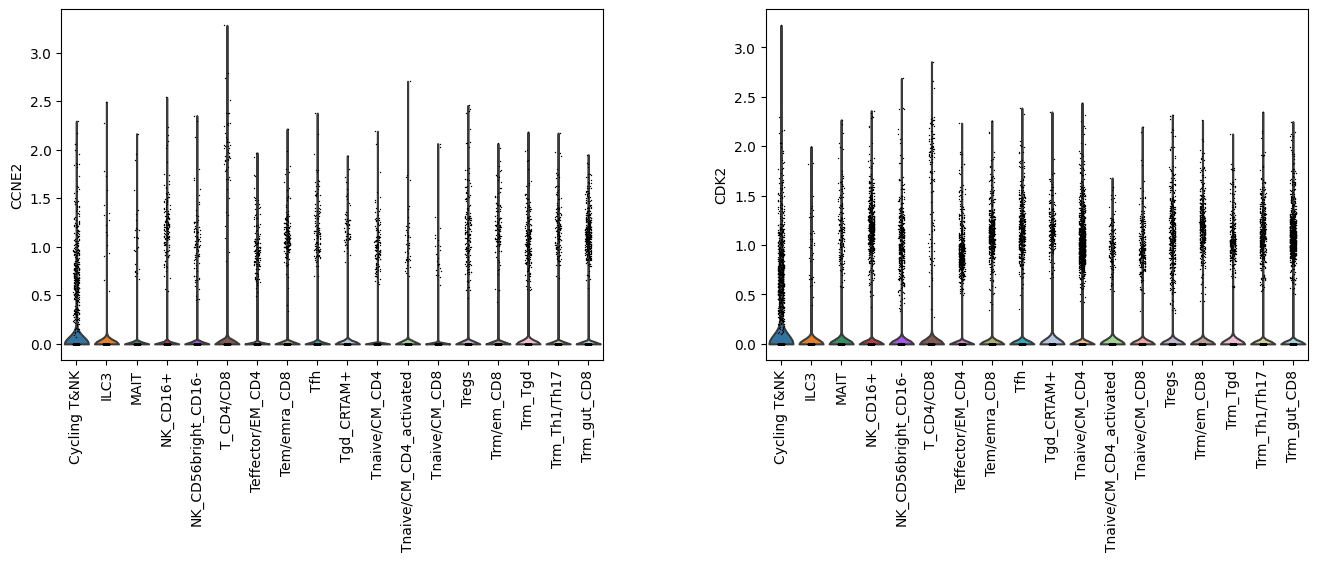 CCNE2
3.0
2.5
2.0
1.5
1.0
0.5
0.0
Cycling T&NK
ILC3
MAIT
NK_CD16+
NK_CD56bright_CD16-
T_CD4/CD8
Teffector/EM_CD4
Tem/emra_CD8
Tfh
Tgd_CRTAM+
Tnaive/CM_CD4
Tnaive/CM_CD4_activated
Tnaive/CM_CD8
Tregs
Trm/em_CD8
Trm_Tgd
Trm_Th1/Th17
Trm_gut_CD8
CDK2
3.0
2.5
2.0
1.5
1.0
0.5
0.0
Cycling T&NK
ILC3
MAIT
NK_CD16+
NK_CD56bright_CD16-
T_CD4/CD8
Teffector/EM_CD4
Tem/emra_CD8
Tfh
Tgd_CRTAM+
Tnaive/CM_CD4
Tnaive/CM_CD4_activated
Tnaive/CM_CD8
Tregs
Trm/em_CD8
Trm_Tgd
Trm_Th1/Th17
Trm_gut_CD8